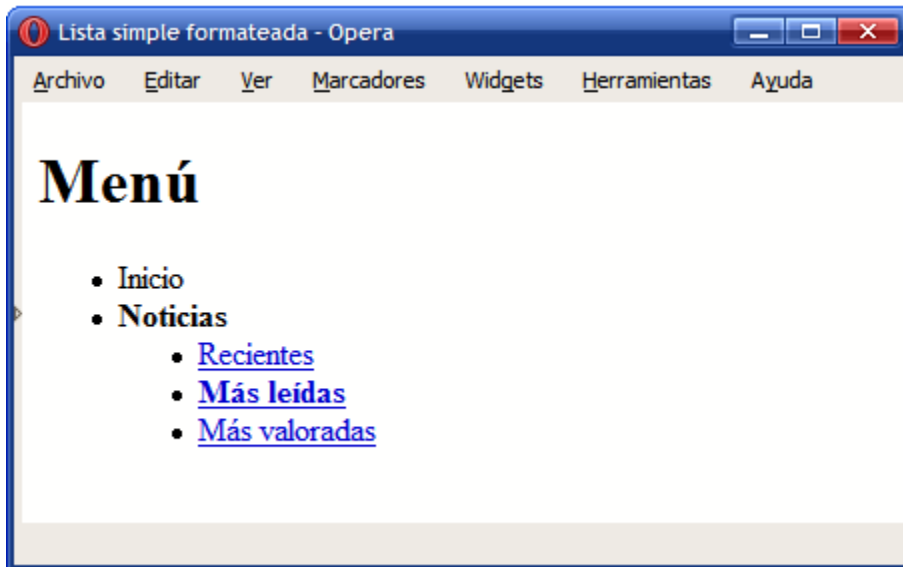 Lista simple formateada - Opera
Archivo Editar Ver Marcadores Widgets Herramientas Ayuda
Menú
Inicio
Noticias
Recientes
Más leídas
Más valoradas